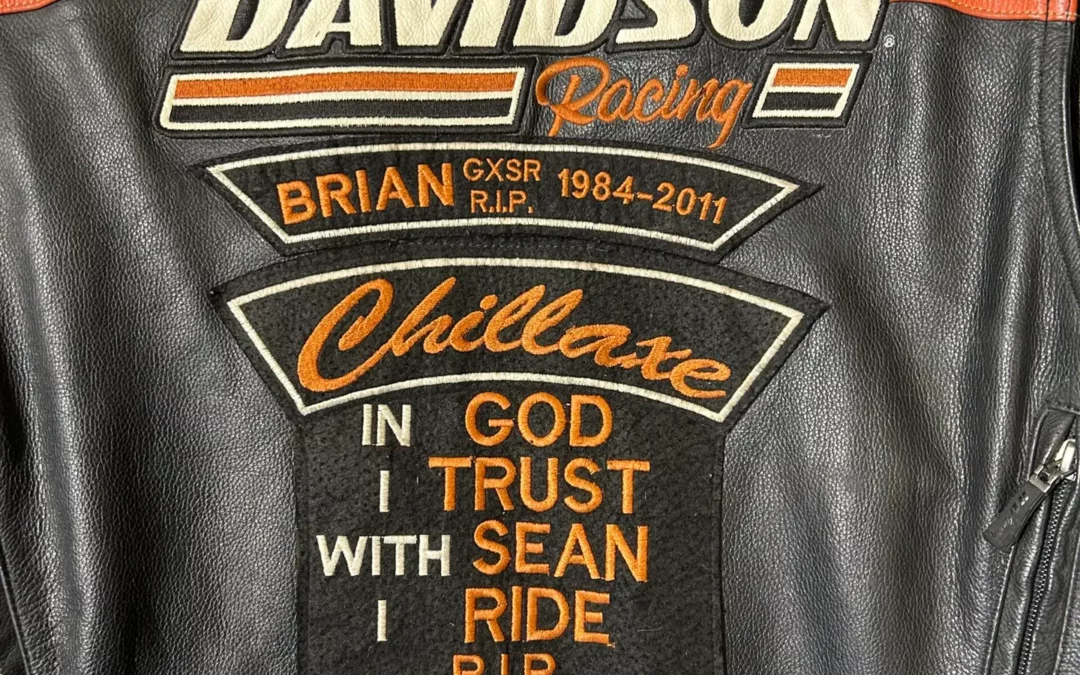 DAVIDSON®
Racing
BRIAN GXSR R.I.P. 1984-2011
Chillaxe
IN GOD
I TRUST
WITH SEAN
I RIDE
R.I.P.